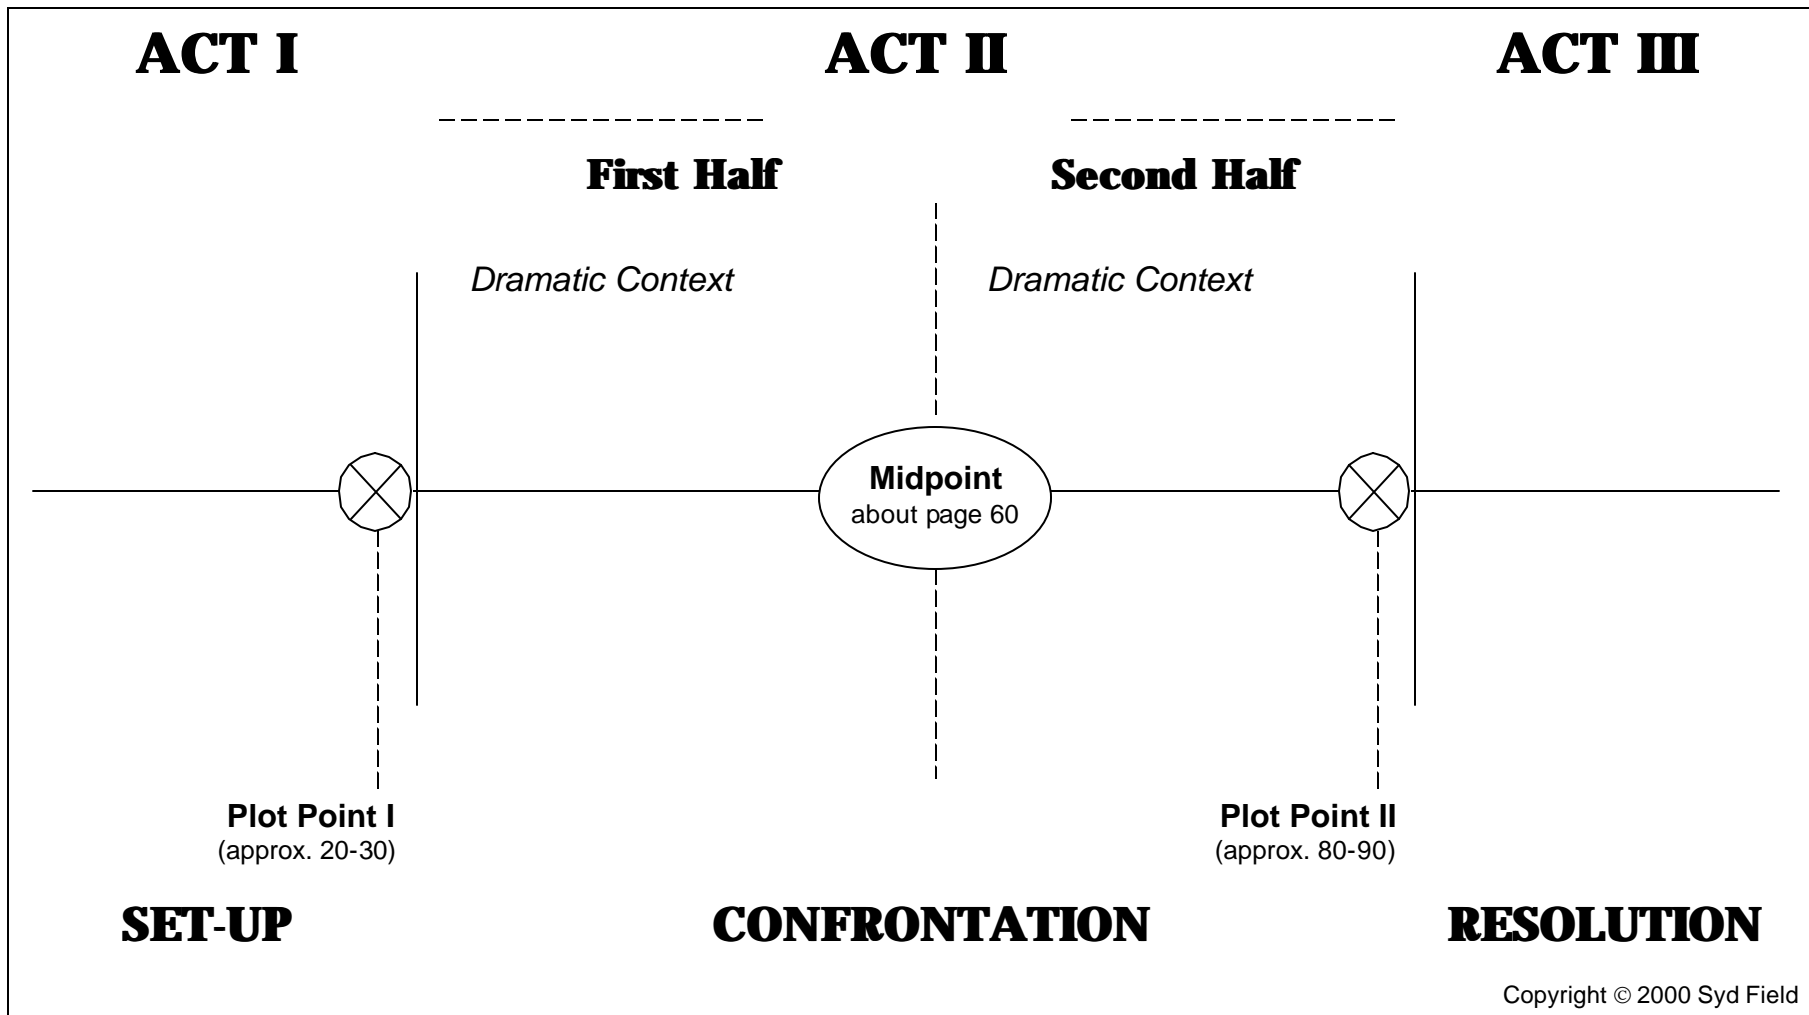 ACT I ACT II ACT III
First Half Second Half
Dramatic Context Dramatic Context
Midpoint
about page 60
Plot Point I Plot Point II
(approx. 20-30) (approx. 80-90)
SET-UP CONFRONTATION RESOLUTION
Copyright © 2000 Syd Field